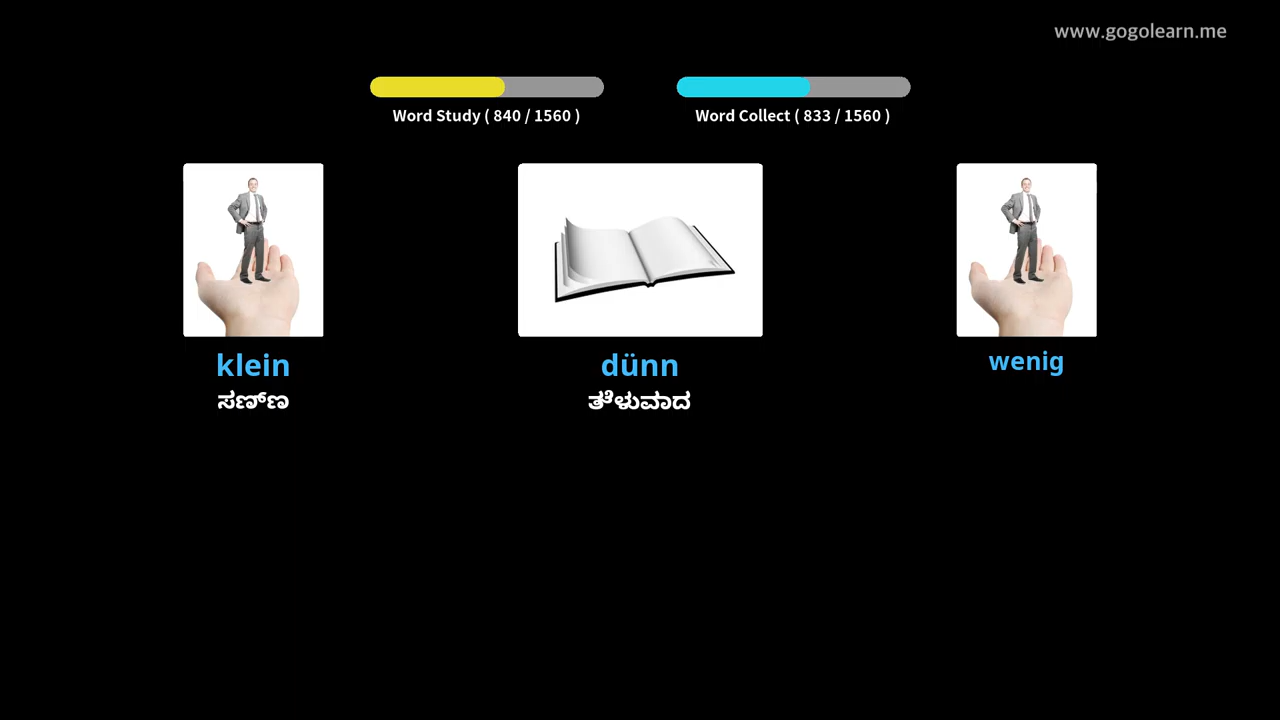 www.gogolearn.me
Word Study ( 840 / 1560 )
Word Collect ( 833 / 1560 )
klein
ಸಣ್ಣ
dünn
ತೆಳುವಾದ
wenig